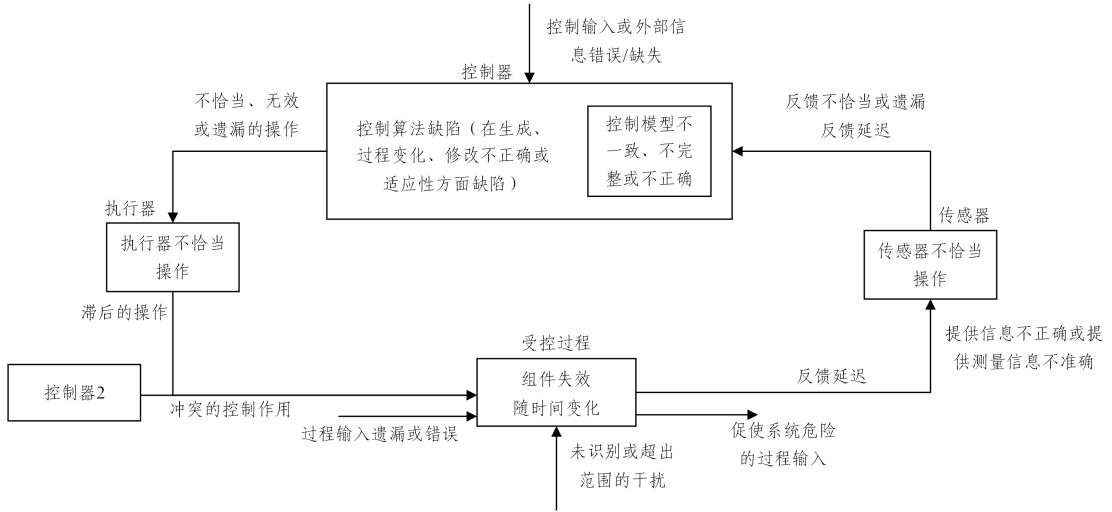 控制输入或外部信
息错误/缺失
控制器
不恰当、无效
或遗漏的操作
控制算法缺陷（在生成、
过程变化、修改不正确或
适应性方面缺陷）
控制模型不
一致、不完
整或不正确
反馈不恰当或遗漏
反馈延迟
执行器
执行器不恰当
操作
滞后的操作
传感器
传感器不恰当
操作
提供信息不正确或提
供测量信息不准确
受控过程
组件失效
随时间变化
反馈延迟
控制器2
冲突的控制作用
过程输入遗漏或错误
促使系统危险
的过程输入
未识别或超出
范围的干扰